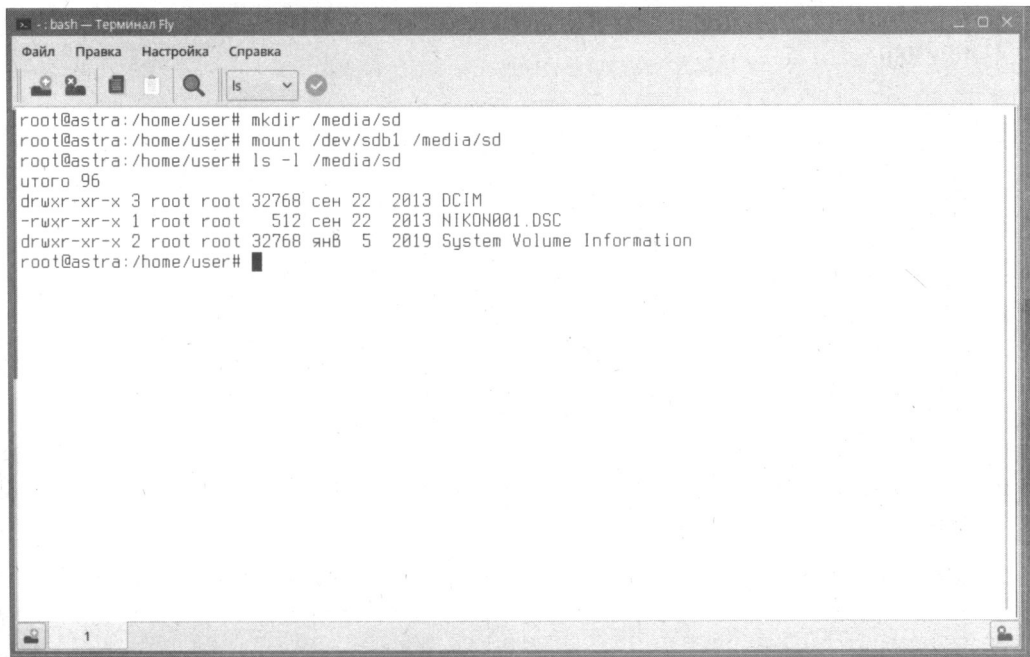 - : bash — Терминал Fly
Файл Правка Настройка Справка
ls
root@astra:/home/user# mkdir /media/sd
root@astra:/home/user# mount /dev/sdb1 /media/sd
root@astra:/home/user# ls -l /media/sd
итого 96
drwxr-xr-x 3 root root 32768 сен 22  2013 DCIM
-rwxr-xr-x 1 root root   512 сен 22  2013 NIKON001.DSC
drwxr-xr-x 2 root root 32768 янв  5  2019 System Volume Information
root@astra:/home/user#
1